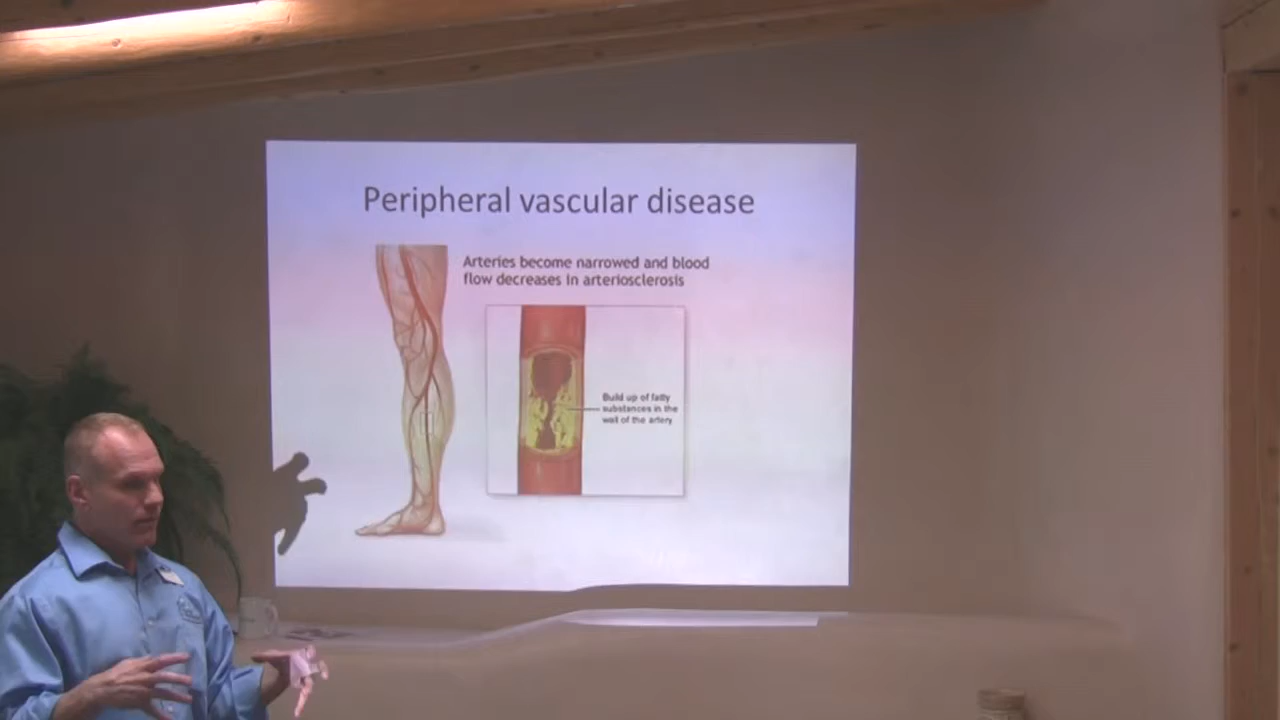 Peripheral vascular disease
Arteries become narrowed and blood
flow decreases in arteriosclerosis
Build up of fatty
substances in the
wall of the artery